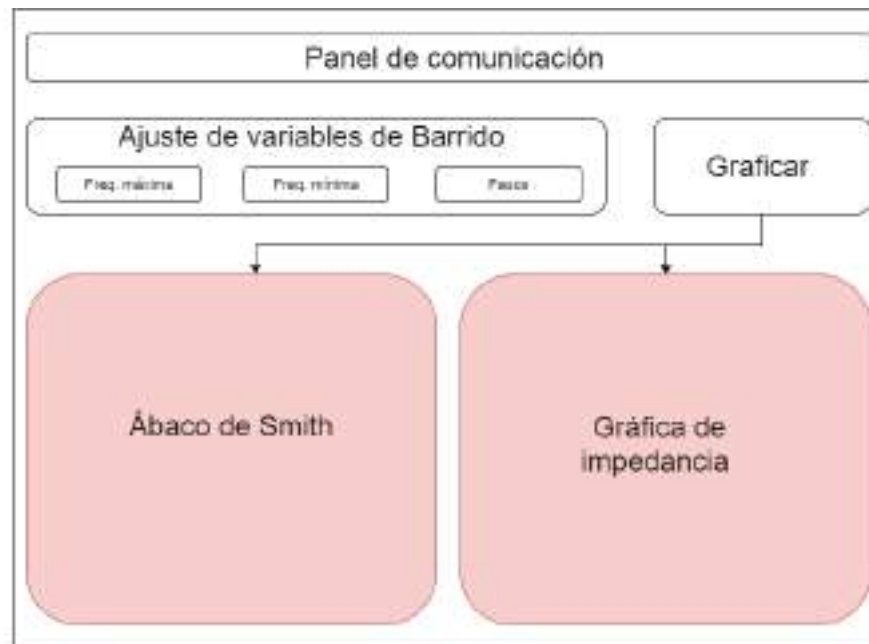 Panel de comunicación
Ajuste de variables de Barrido
Graficar
Freq. máxima
Freq. mínima
Pasos
Ábaco de Smith
Gráfica de
impedancia